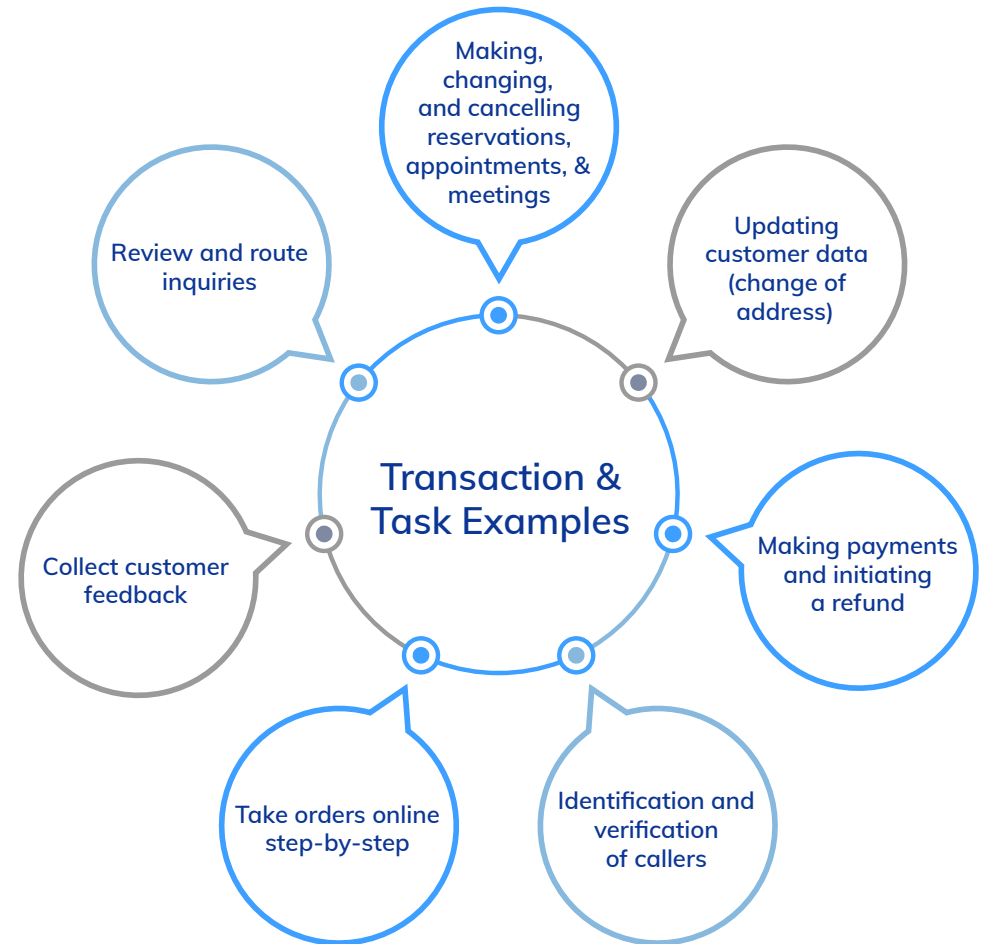 Making,
changing,
and cancelling
reservations,
appointments, &
meetings
Updating
customer data
(change of
address)
Making payments
and initiating
a refund
Identification and
verification
of callers
Take orders online
step-by-step
Collect customer
feedback
Review and route
inquiries
Transaction &
Task Examples